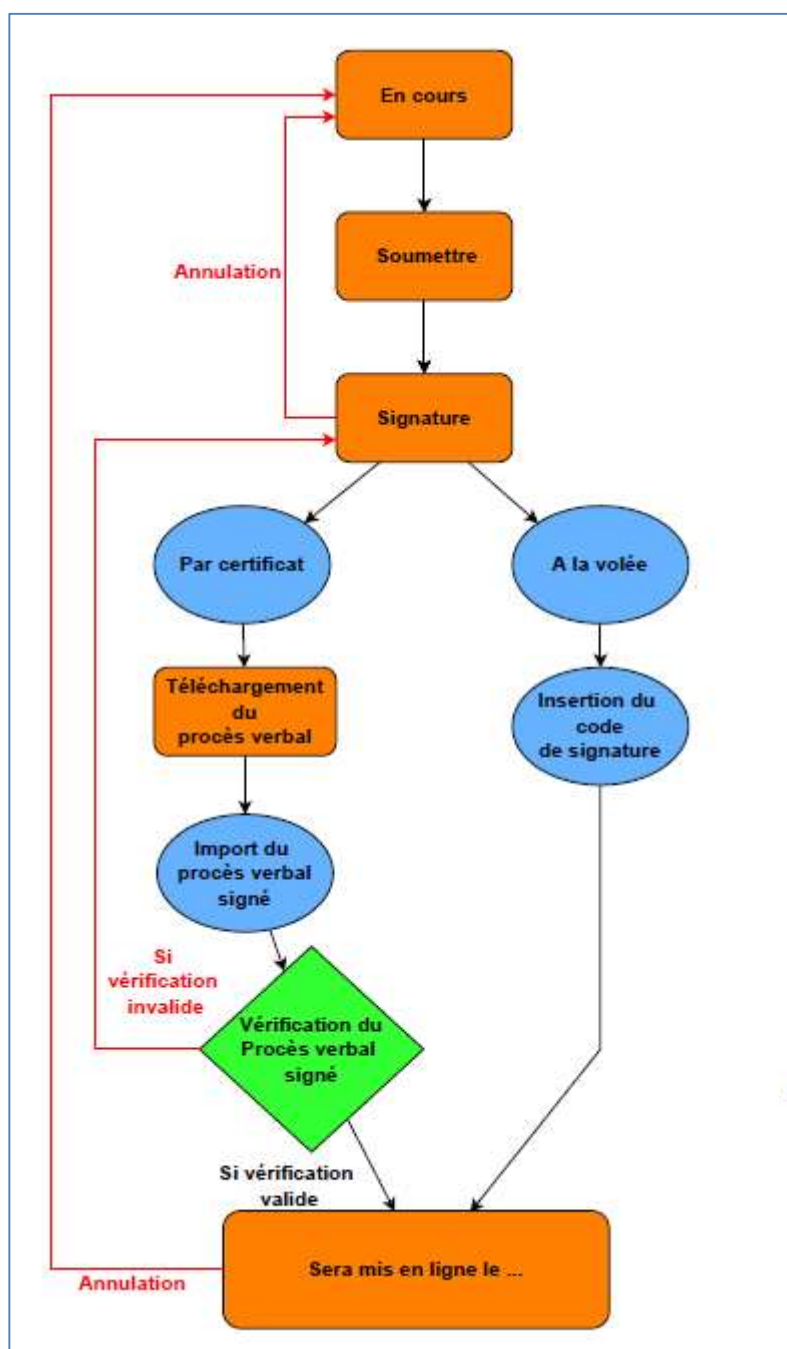 En cours
Soumettre
Annulation
Signature
Par certificat
A la volée
Téléchargement
du
procès verbal
Insertion du
code
de signature
Import du
procès verbal
signé
Si
vérification
invalide
Vérification du
Procès verbal
signé
Si vérification
valide
Sera mis en ligne le ...
Annulation